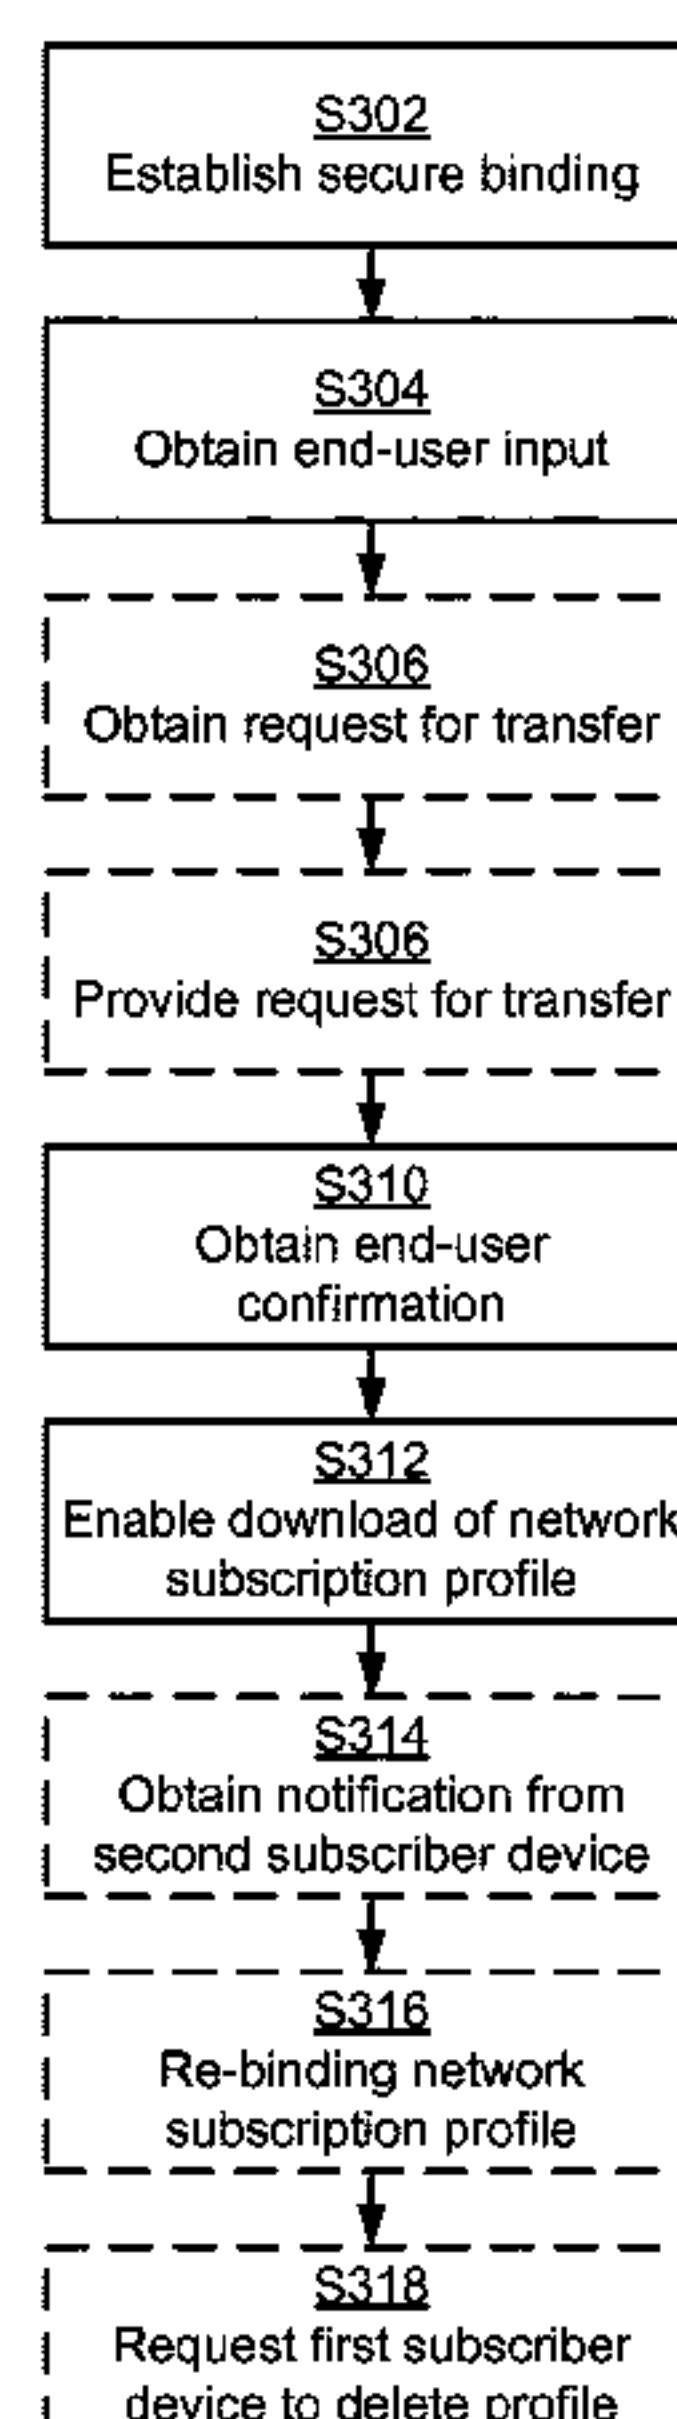 S302
Establish secure binding
S304
Obtain end-user input
S306
Obtain request for transfer
S306
Provide request for transfer
S310
Obtain end-user
confirmation
S312
Enable download of network
subscription profile
S314
Obtain notification from
second subscriber device
S316
Re-binding network
subscription profile
S318
Request first subscriber
device to delete profile